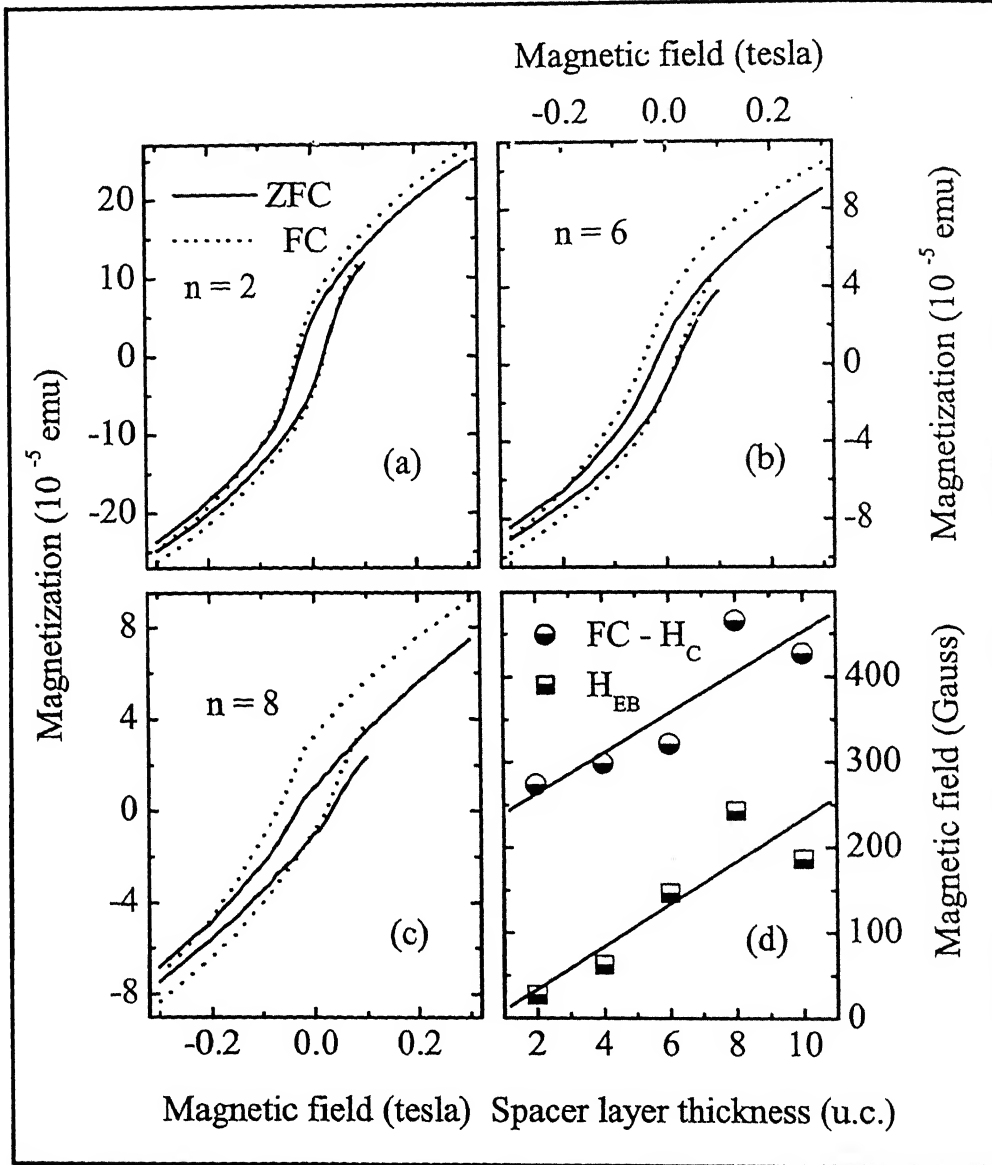 Magnetic field (tesla)
-0.2 0.0 0.2
ZFC
FC
n = 2
(a)
20
10
0
-10
-20
n = 6
(b)
8
4
0
-4
-8
Magnetization (10⁻⁵ emu)
Magnetization (10⁻⁵ emu)
n = 8
(c)
8
4
0
-4
-8
-0.2 0.0 0.2
Magnetic field (tesla)
FC - H_C
H_EB
(d)
400
300
200
100
0
Magnetic field (Gauss)
2 4 6 8 10
Spacer layer thickness (u.c.)